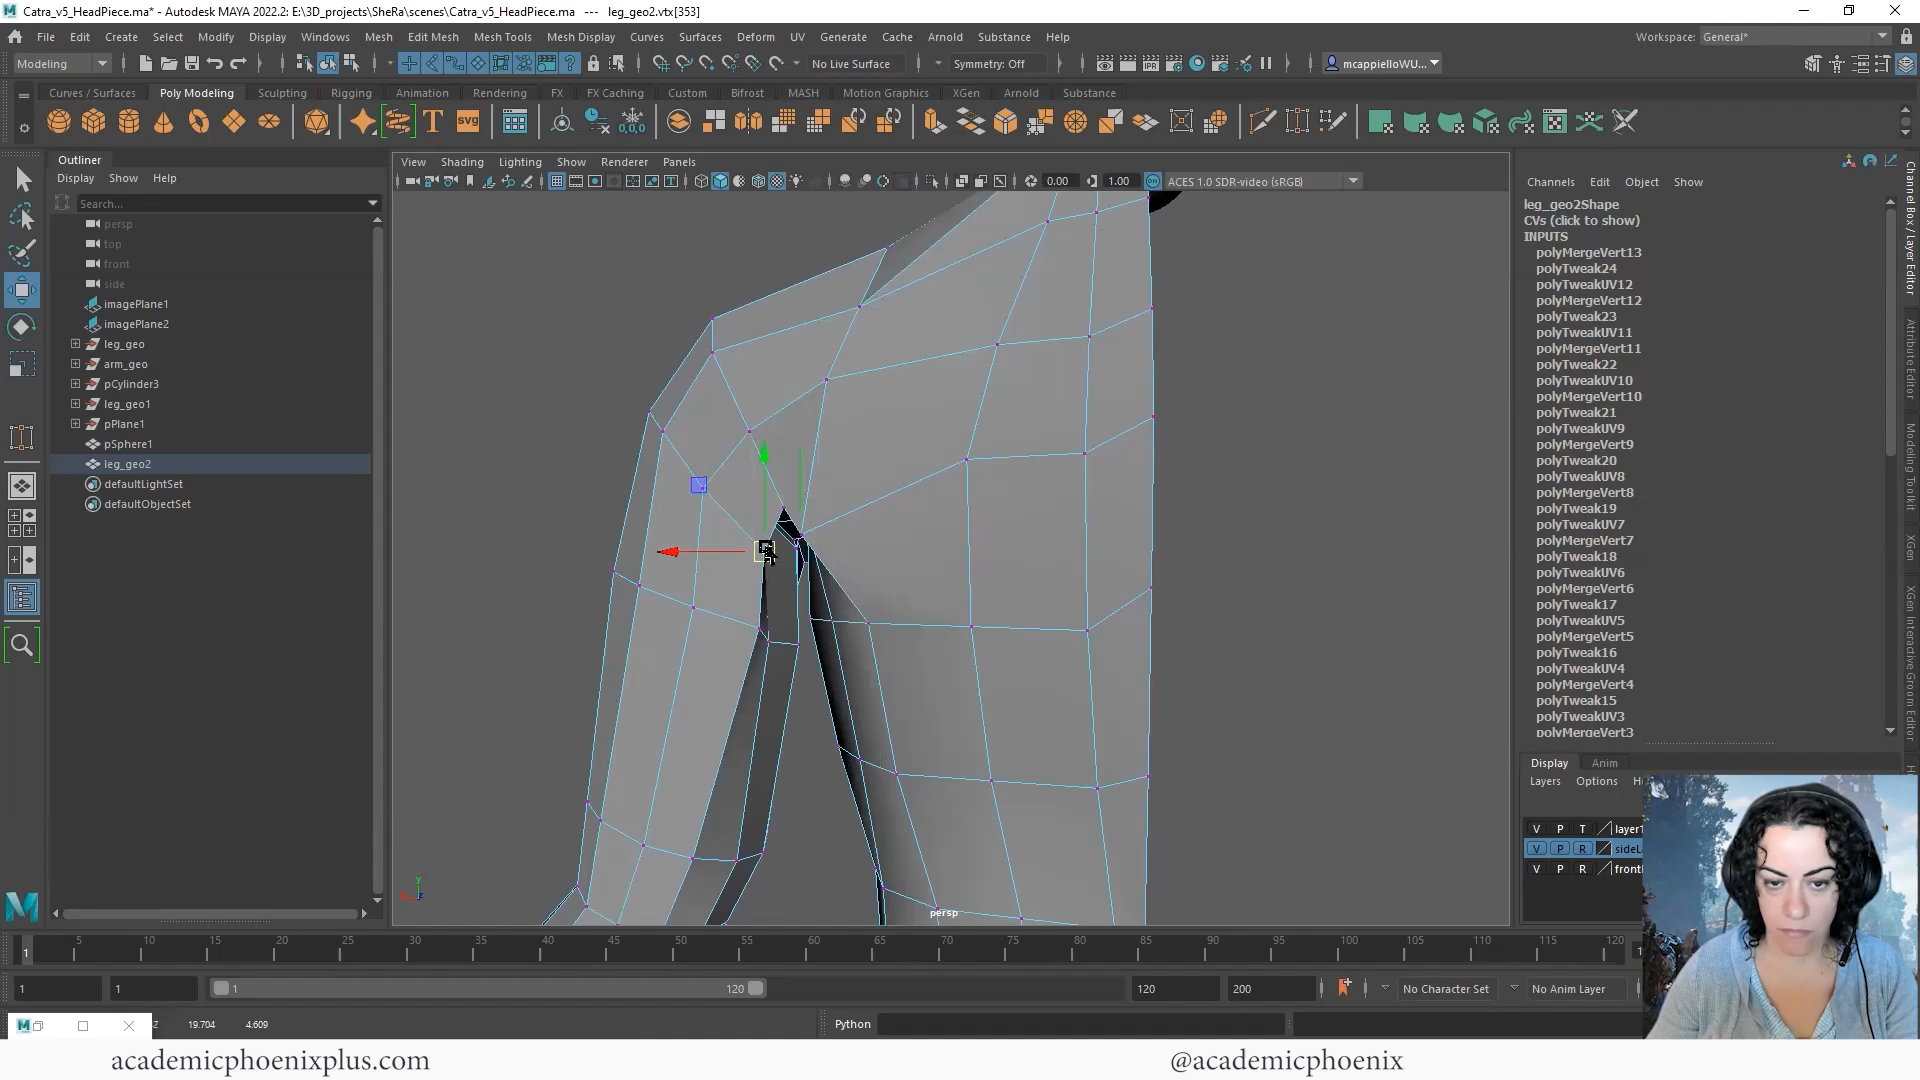 Catra_v5_HeadPiece.ma* - Autodesk MAYA 2022.2: E:\3D_projects\SheRa\scenes\Catra_v5_HeadPiece.ma --- leg_geo2.vtx[353]
File Edit Create Select Modify Display Windows Mesh Edit Mesh Mesh Tools Mesh Display Curves Surfaces Deform UV Generate Cache Arnold Substance Help
Workspace: General*
Modeling
No Live Surface
Symmetry: Off
mcappielloWU...
Curves / Surfaces Poly Modeling Sculpting Rigging Animation Rendering FX FX Caching Custom Bifrost MASH Motion Graphics XGen Arnold Substance
T svg 0,0,0
Outliner
Display Show Help
Search...
persp
top
front
side
imagePlane1
imagePlane2
leg_geo
arm_geo
pCylinder3
leg_geo1
pPlane1
pSphere1
leg_geo2
defaultLightSet
defaultObjectSet
View Shading Lighting Show Renderer Panels
0.00 1.00 ACES 1.0 SDR-video (sRGB)
persp
Channels Edit Object Show
leg_geo2Shape
CVs (click to show)
INPUTS
polyMergeVert13
polyTweak24
polyTweakUV12
polyMergeVert12
polyTweak23
polyTweakUV11
polyMergeVert11
polyTweak22
polyTweakUV10
polyMergeVert10
polyTweak21
polyTweakUV9
polyMergeVert9
polyTweak20
polyTweakUV8
polyMergeVert8
polyTweak19
polyTweakUV7
polyMergeVert7
polyTweak18
polyTweakUV6
polyMergeVert6
polyTweak17
polyTweakUV5
polyMergeVert5
polyTweak16
polyTweakUV4
polyMergeVert4
polyTweak15
polyTweakUV3
polyMergeVert3
Channel Box / Layer Editor
Attribute Editor
Modeling Toolkit
XGen
XGen Interactive Groom Editor
Display Anim
Layers Options
V P T layer1
V P R sideL
V P R front
1 5 10 15 20 25 30 35 40 45 50 55 60 65 70 75 80 85 90 95 100 105 110 115 120
1 1 1 120 120 200 No Character Set No Anim Layer
19.704 4.609
Python
academicphoenixplus.com
@academicphoenix